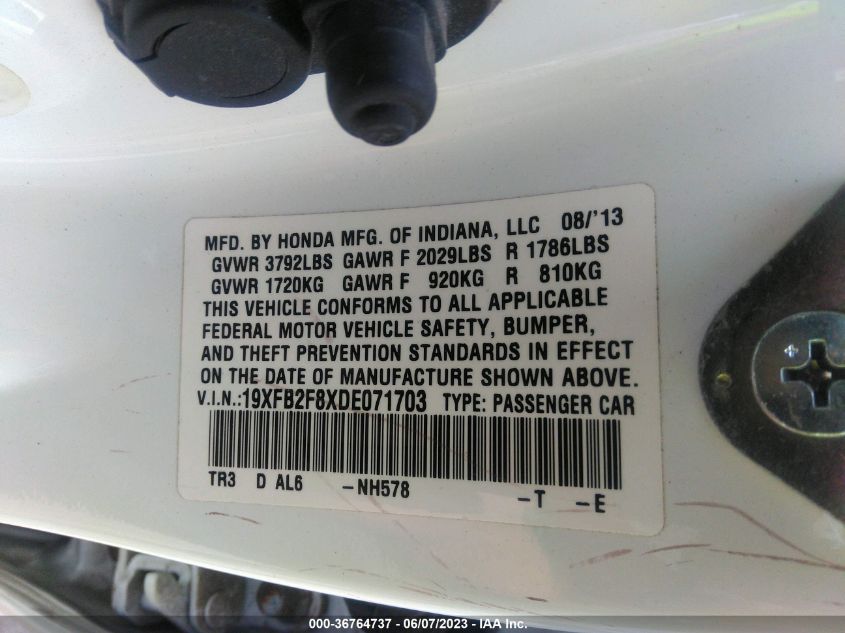 MFD. BY HONDA MFG. OF INDIANA, LLC 08/'13
GVWR 3792LBS GAWR F 2029LBS R 1786LBS
GVWR 1720KG GAWR F 920KG R 810KG
THIS VEHICLE CONFORMS TO ALL APPLICABLE
FEDERAL MOTOR VEHICLE SAFETY, BUMPER,
AND THEFT PREVENTION STANDARDS IN EFFECT
ON THE DATE OF MANUFACTURE SHOWN ABOVE.
V.I.N.:19XFB2F8XDE071703 TYPE: PASSENGER CAR
TR3 D AL6 -NH578 -T -E
000-36764737 - 06/07/2023 - IAA Inc.